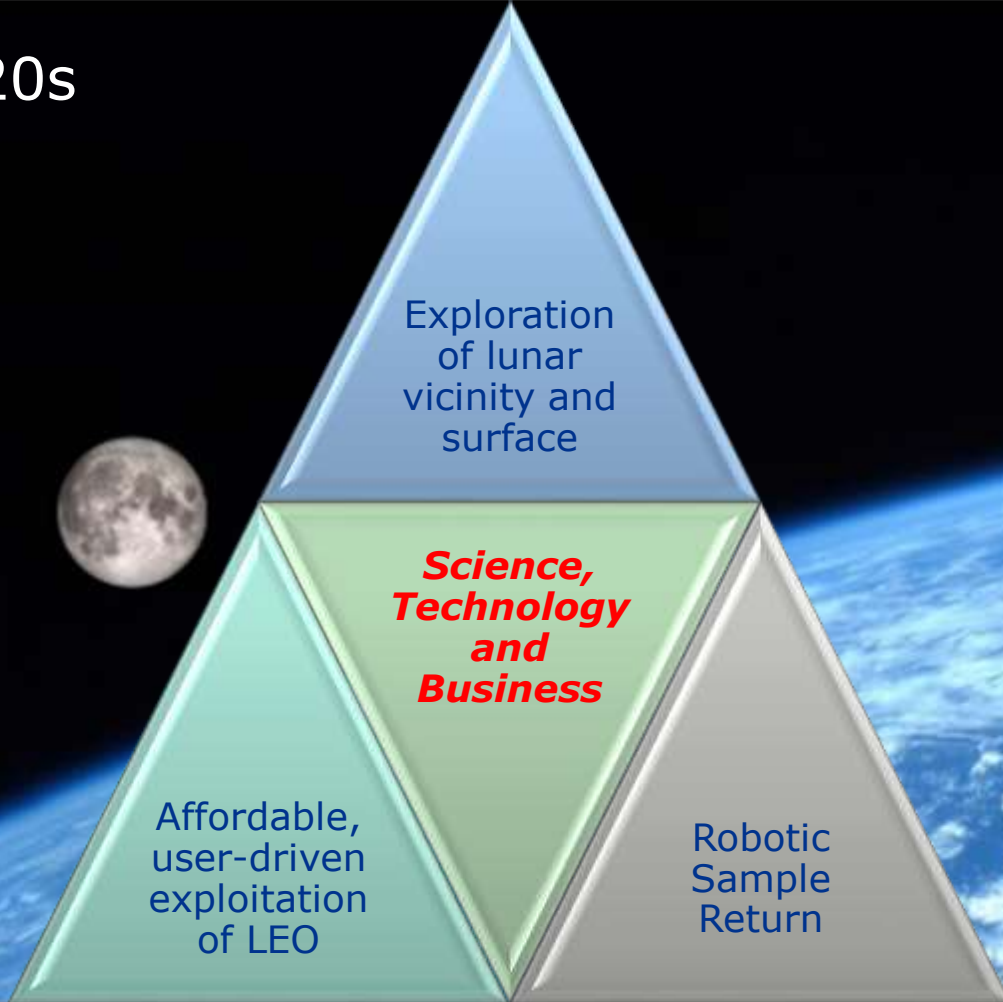 20s
Exploration
of lunar
vicinity and
surface
Science,
Technology
and
Business
Affordable,
user-driven
exploitation
of LEO
Robotic
Sample
Return